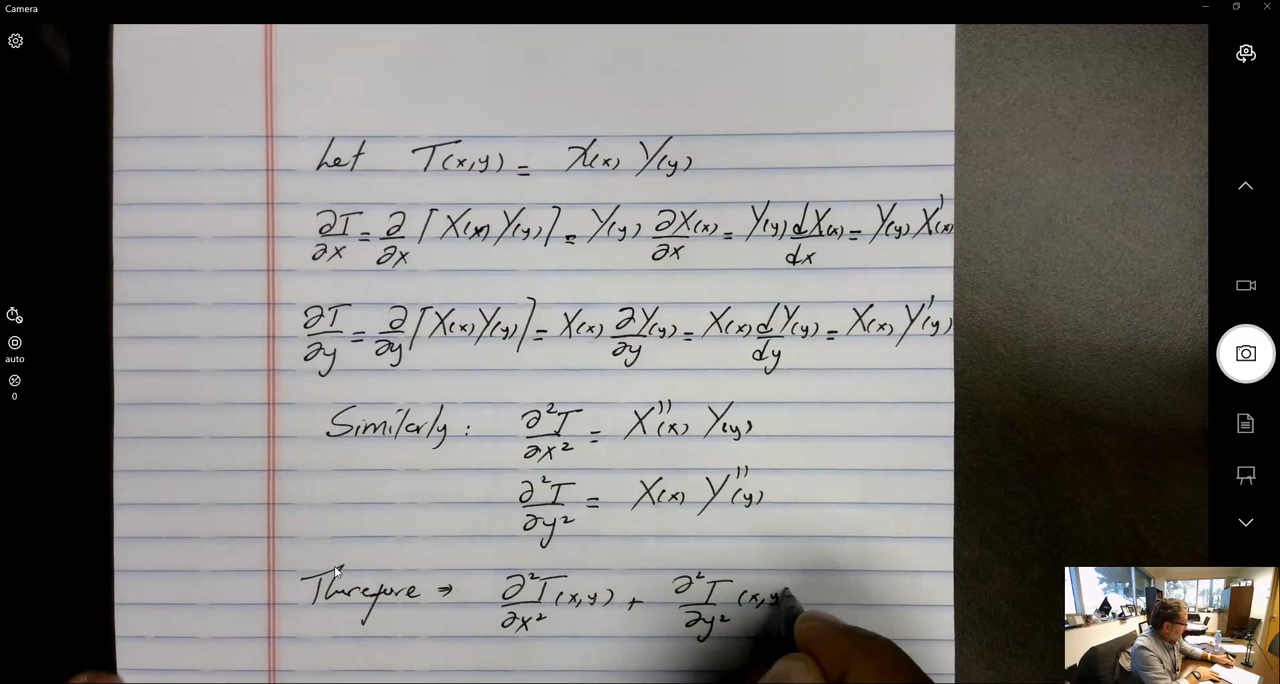 Camera
Let T(x,y) = X(x) Y(y)
∂T/∂x = ∂/∂x [X(x) Y(y)] = Y(y) ∂X(x)/∂x = Y(y) dX(x)/dx = Y(y) X'(x)
∂T/∂y = ∂/∂y [X(x) Y(y)] = X(x) ∂Y(y)/∂y = X(x) dY(y)/dy = X(x) Y'(y)
Similarly: ∂²T/∂x² = X''(x) Y(y)
∂²T/∂y² = X(x) Y''(y)
Therefore → ∂²T/∂x² (x,y) + ∂²T/∂y² (x,y
auto
0